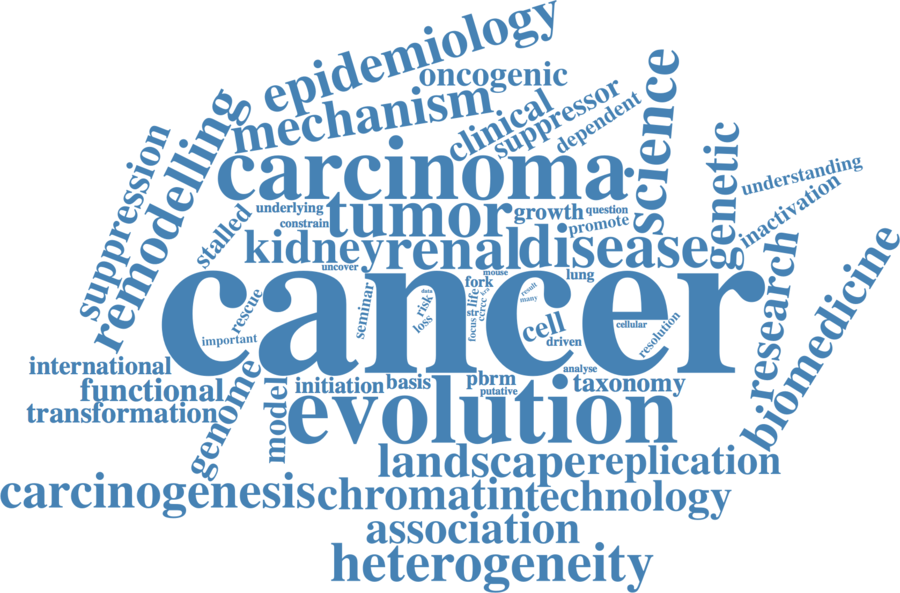 epidemiology
oncogenic
mechanism
clinical
suppressor
dependent
science
suppression
remodelling
carcinoma
genetic
understanding
inactivation
stalled
underlying
constrain
tumor
growth
question
promote
kidney
renal
disease
uncover
mouse
fork
lung
cancer
rescue
important
seminar
risk
data
loss
life
str
ccrcc
focus
result
many
cell
driven
cellular
resolution
research
biomedicine
international
functional
transformation
genome
model
initiation
basis
pbrm
putative
analyse
taxonomy
evolution
landscape
replication
carcinogenesis
chromatin
technology
association
heterogeneity